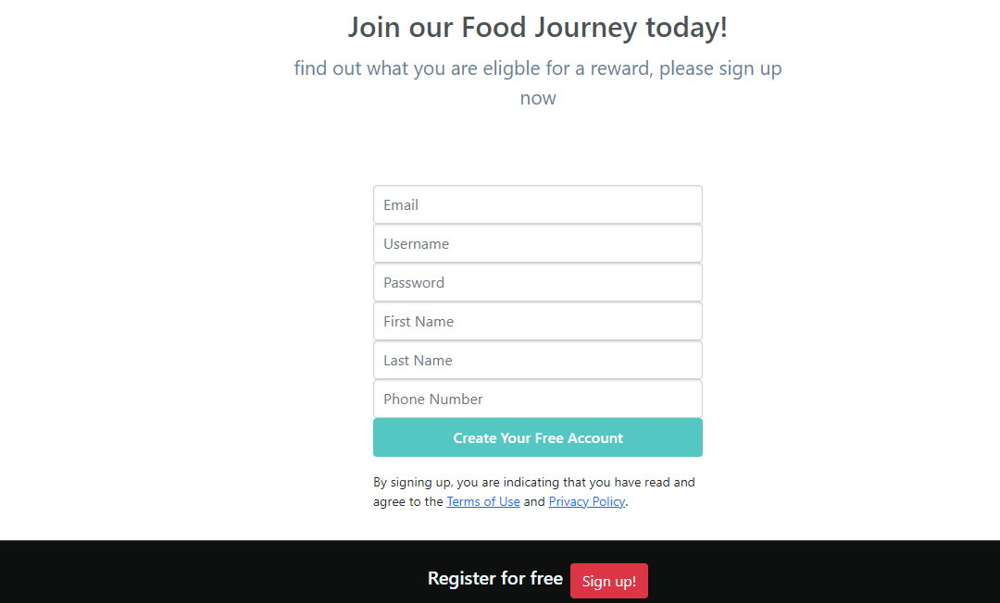 Join our Food Journey today!
find out what you are eligble for a reward, please sign up
now
Email
Username
Password
First Name
Last Name
Phone Number
Create Your Free Account
By signing up, you are indicating that you have read and
agree to the Terms of Use and Privacy Policy.
Register for free Sign up!